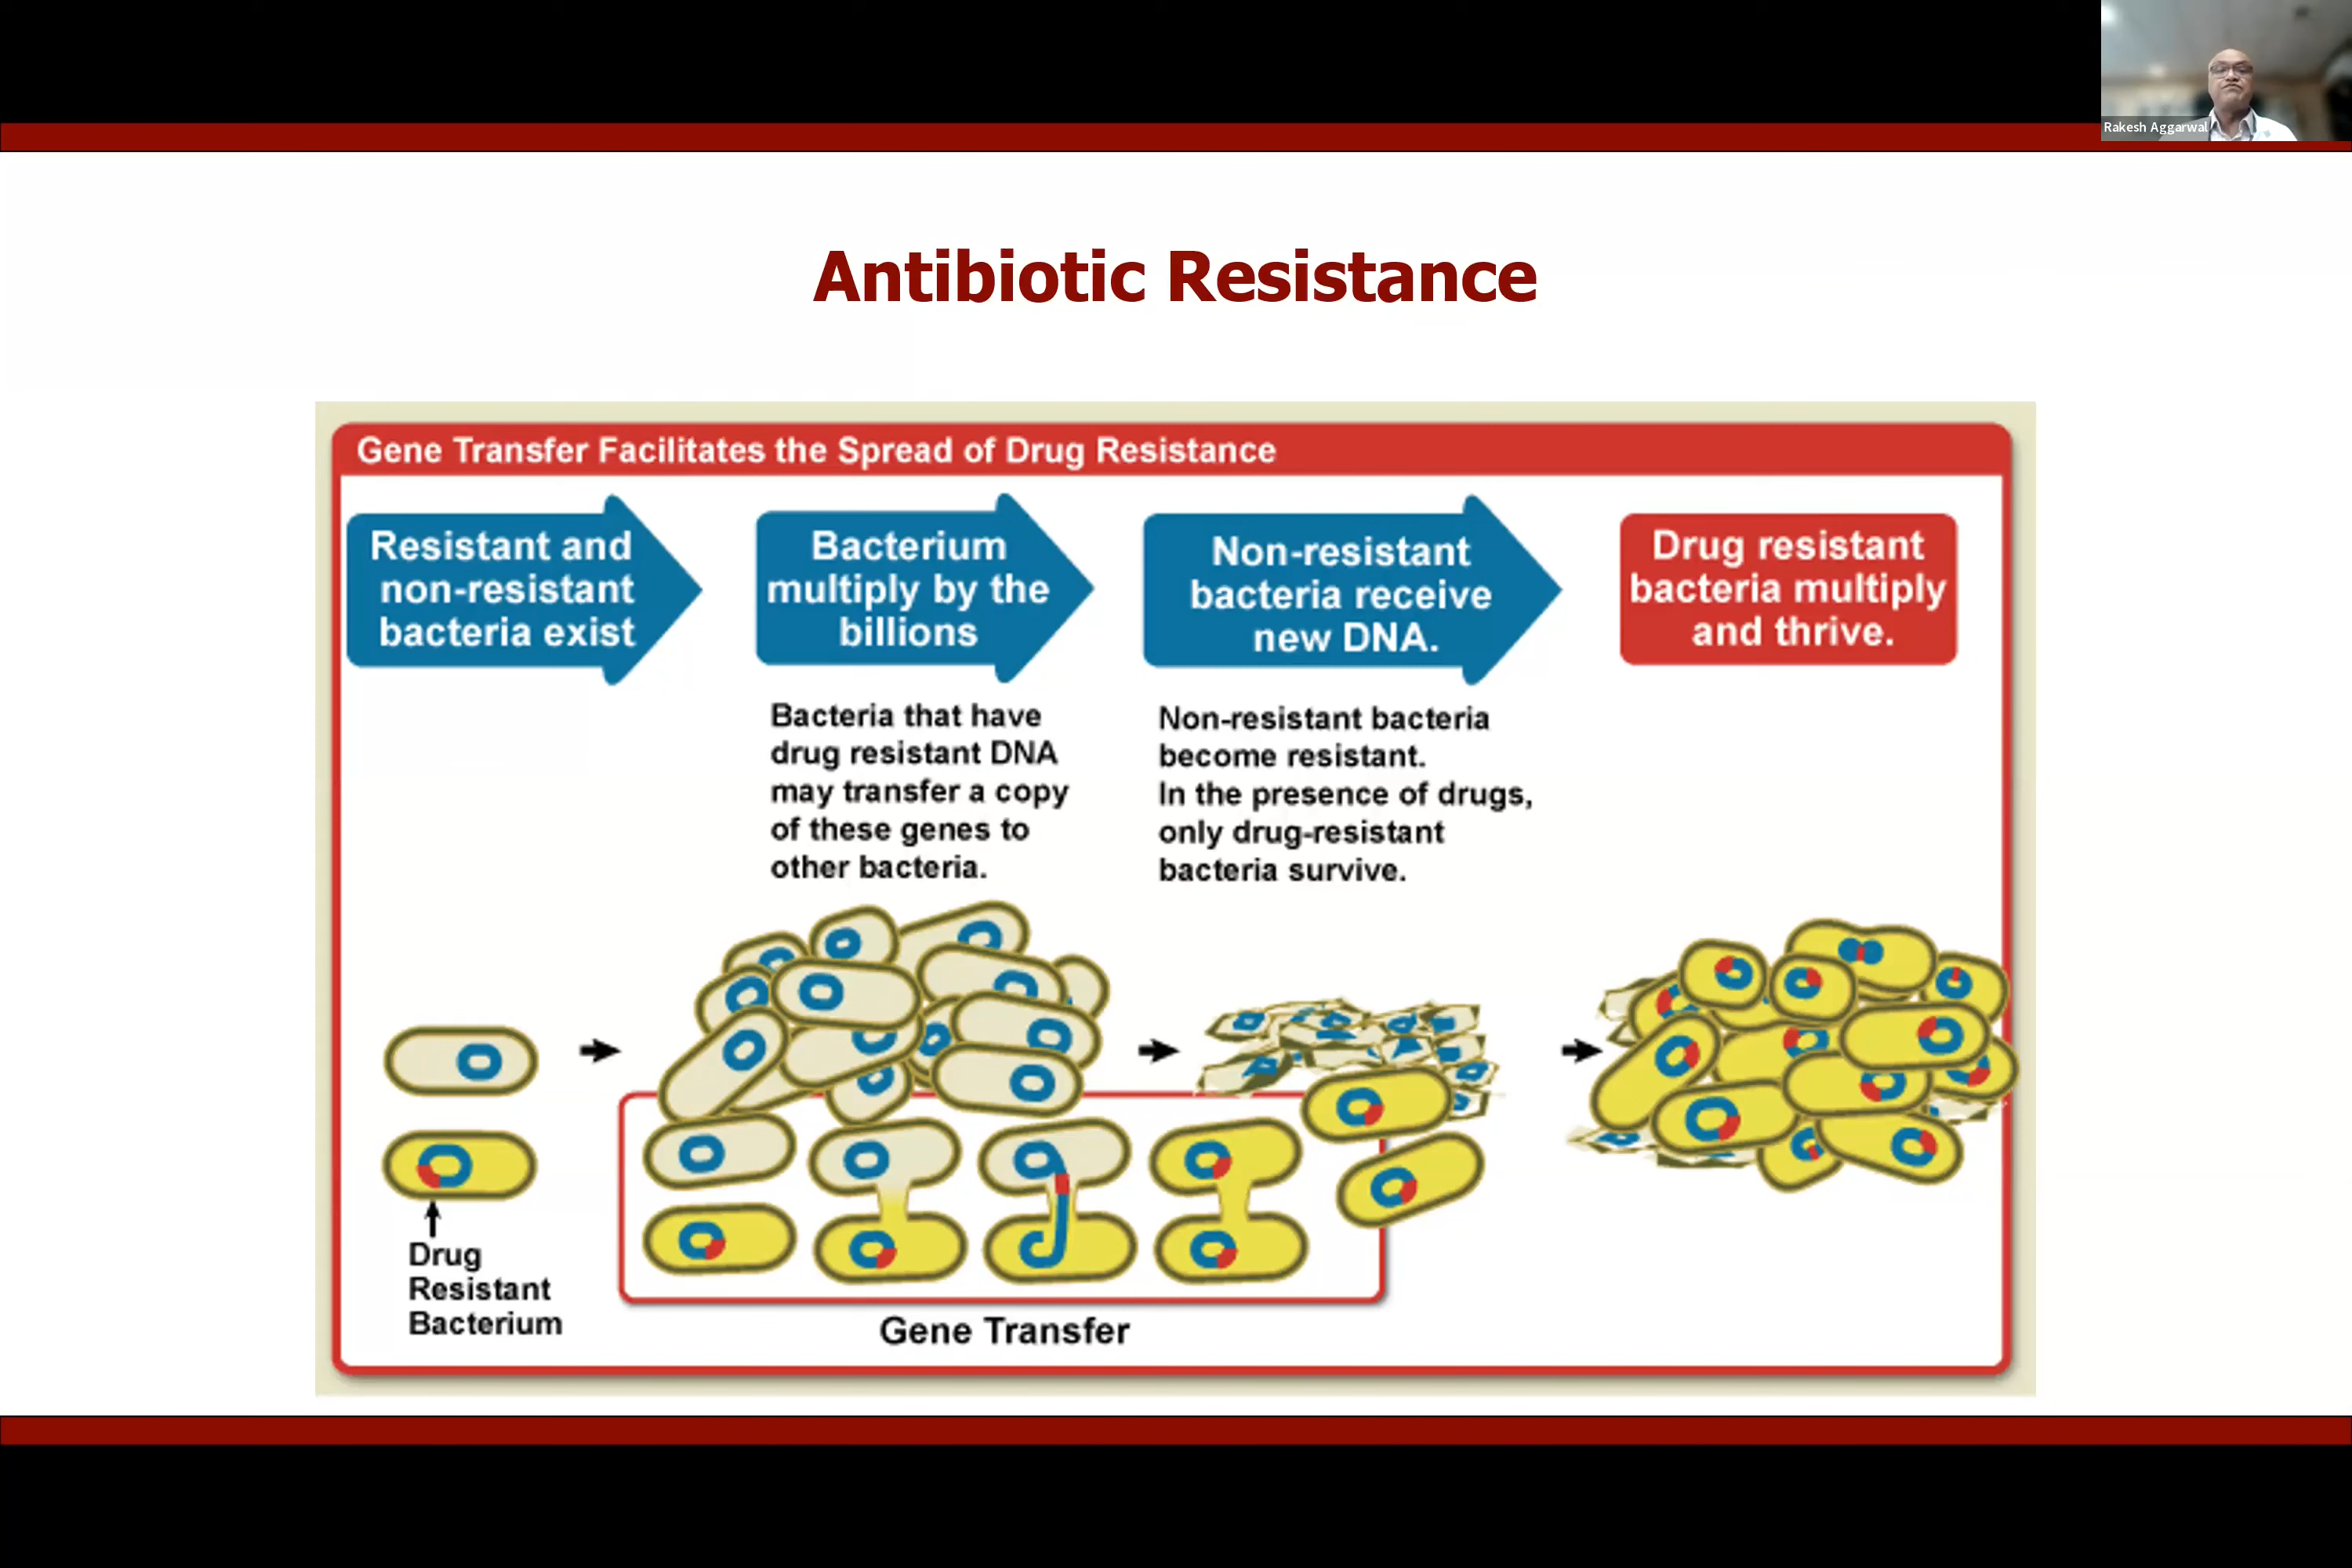 Rakesh Aggarwal
Antibiotic Resistance
Gene Transfer Facilitates the Spread of Drug Resistance
Resistant and
non-resistant
bacteria exist
Bacterium
multiply by the
billions
Non-resistant
bacteria receive
new DNA.
Drug resistant
bacteria multiply
and thrive.
Bacteria that have
drug resistant DNA
may transfer a copy
of these genes to
other bacteria.
Non-resistant bacteria
become resistant.
In the presence of drugs,
only drug-resistant
bacteria survive.
Drug
Resistant
Bacterium
Gene Transfer